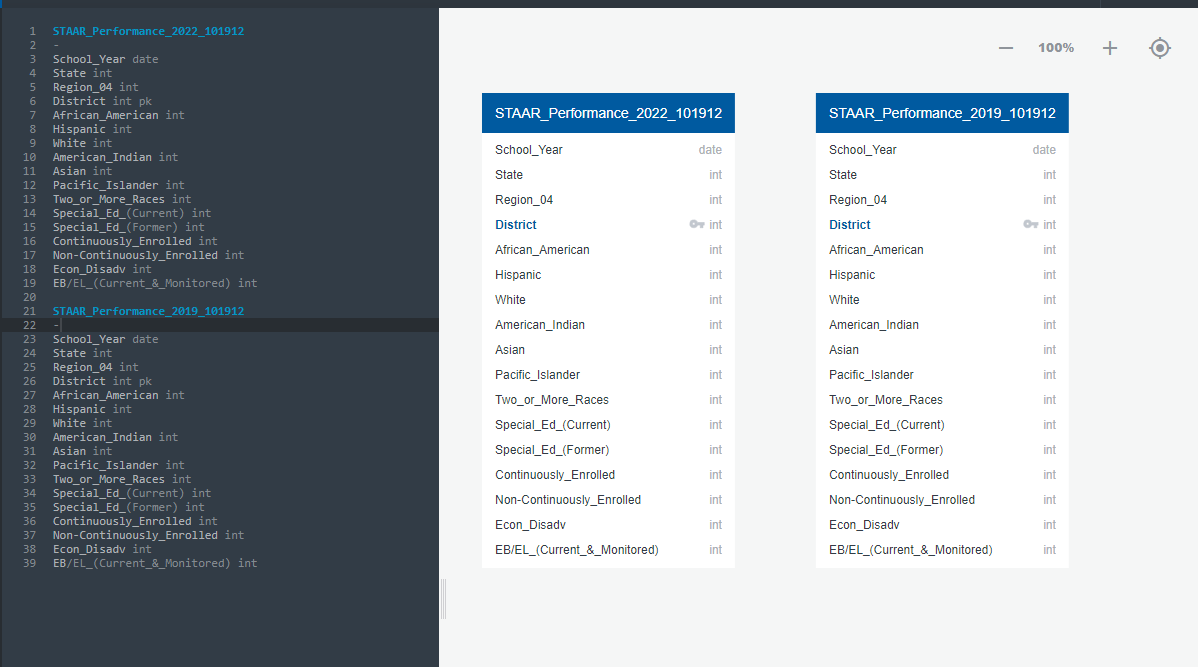 1 STAAR_Performance_2022_101912
2 -
3 School_Year date
4 State int
5 Region_04 int
6 District int pk
7 African_American int
8 Hispanic int
9 White int
10 American_Indian int
11 Asian int
12 Pacific_Islander int
13 Two_or_More_Races int
14 Special_Ed_(Current) int
15 Special_Ed_(Former) int
16 Continuously_Enrolled int
17 Non-Continuously_Enrolled int
18 Econ_Disadv int
19 EB/EL_(Current_&_Monitored) int
20
21 STAAR_Performance_2019_101912
22 -
23 School_Year date
24 State int
25 Region_04 int
26 District int pk
27 African_American int
28 Hispanic int
29 White int
30 American_Indian int
31 Asian int
32 Pacific_Islander int
33 Two_or_More_Races int
34 Special_Ed_(Current) int
35 Special_Ed_(Former) int
36 Continuously_Enrolled int
37 Non-Continuously_Enrolled int
38 Econ_Disadv int
39 EB/EL_(Current_&_Monitored) int
100%
STAAR_Performance_2022_101912
School_Year date
State int
Region_04 int
District int
African_American int
Hispanic int
White int
American_Indian int
Asian int
Pacific_Islander int
Two_or_More_Races int
Special_Ed_(Current) int
Special_Ed_(Former) int
Continuously_Enrolled int
Non-Continuously_Enrolled int
Econ_Disadv int
EB/EL_(Current_&_Monitored) int
STAAR_Performance_2019_101912
School_Year date
State int
Region_04 int
District int
African_American int
Hispanic int
White int
American_Indian int
Asian int
Pacific_Islander int
Two_or_More_Races int
Special_Ed_(Current) int
Special_Ed_(Former) int
Continuously_Enrolled int
Non-Continuously_Enrolled int
Econ_Disadv int
EB/EL_(Current_&_Monitored) int